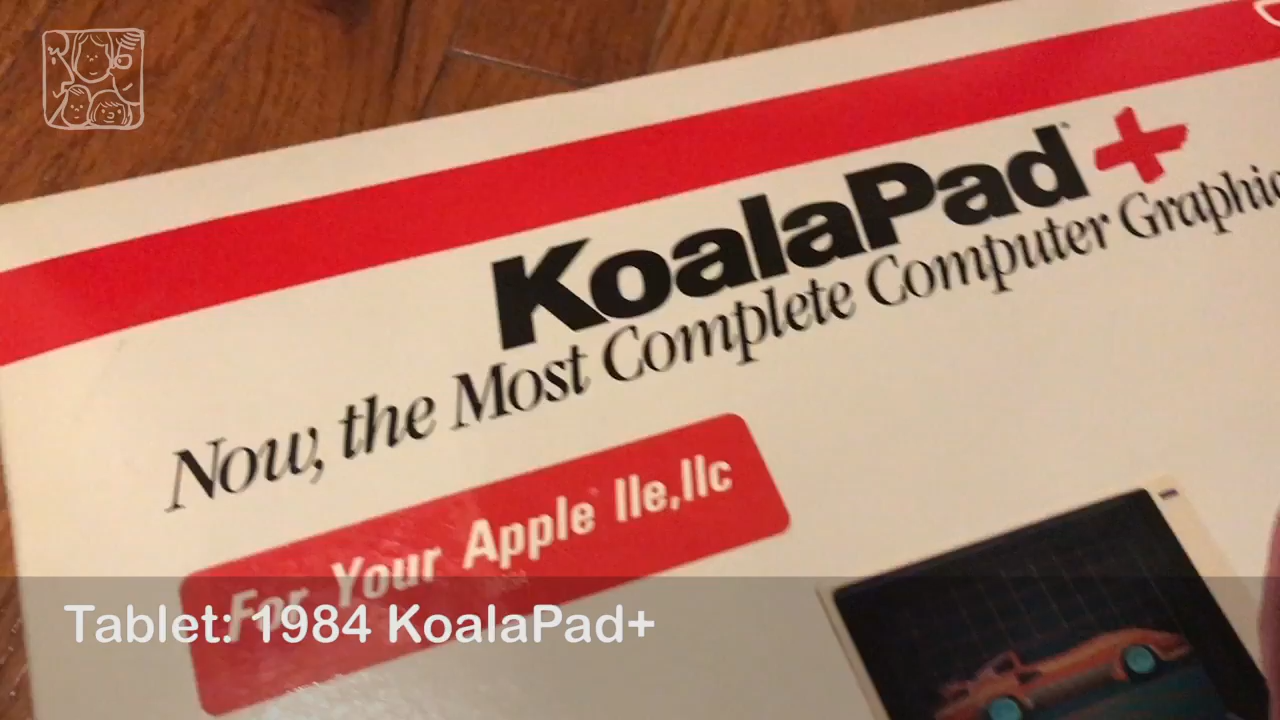 KoalaPad+
Now, the Most Complete Computer Graphic
For Your Apple IIe,IIc
Tablet: 1984 KoalaPad+